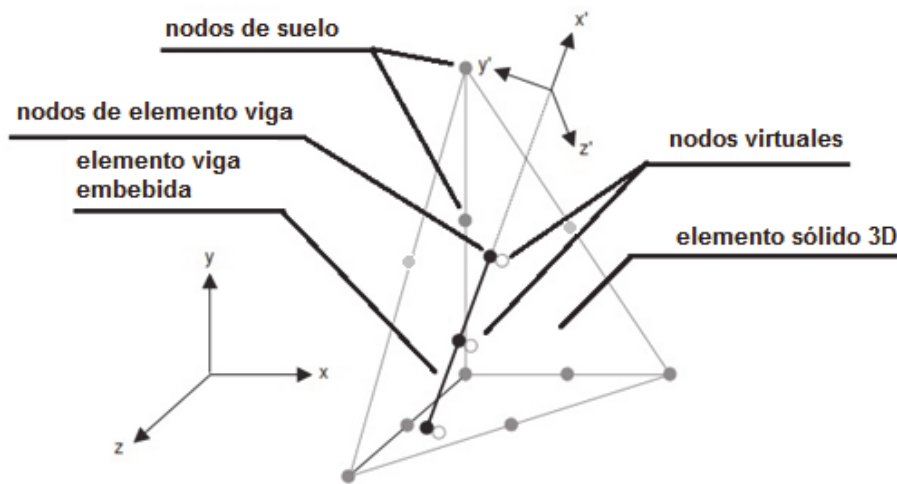 nodos de suelo
x'
y'
z'
nodos de elemento viga
nodos virtuales
elemento viga
embebida
elemento sólido 3D
y
x
z